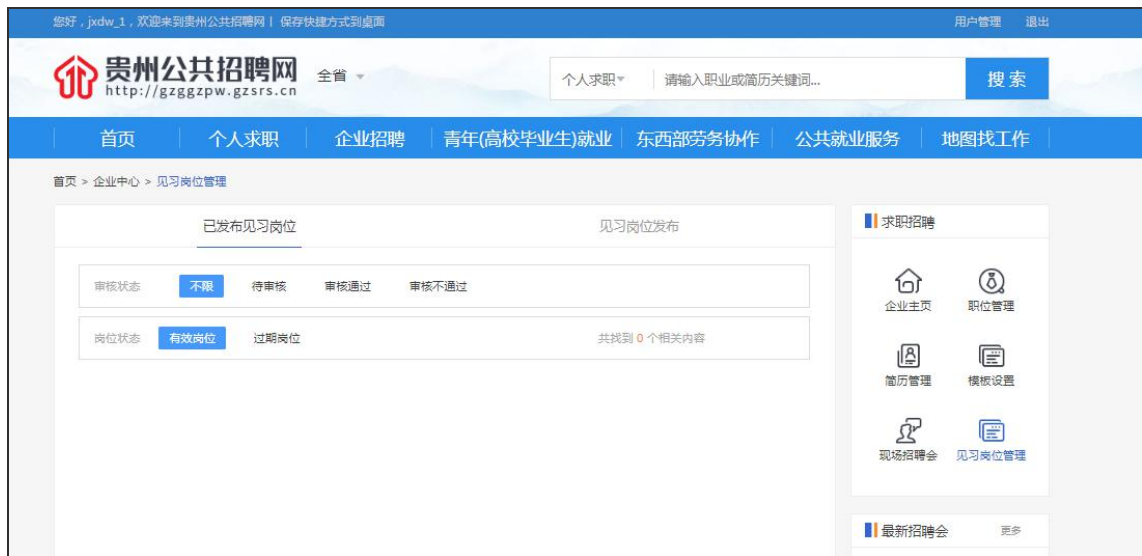 您好，jxdw_1，欢迎来到贵州公共招聘网 | 保存快捷方式到桌面
用户管理 退出
贵州公共招聘网
http://gzggzpw.gzsrs.cn
全省
个人求职 请输入职业或简历关键词... 搜索
首页 个人求职 企业招聘 青年(高校毕业生)就业 东西部劳务协作 公共就业服务 地图找工作
首页 > 企业中心 > 见习岗位管理
已发布见习岗位 见习岗位发布
审核状态 不限 待审核 审核通过 审核不通过
岗位状态 有效岗位 过期岗位 共找到 0 个相关内容
求职招聘
企业主页 职位管理
简历管理 模板设置
现场招聘会 见习岗位管理
最新招聘会 更多